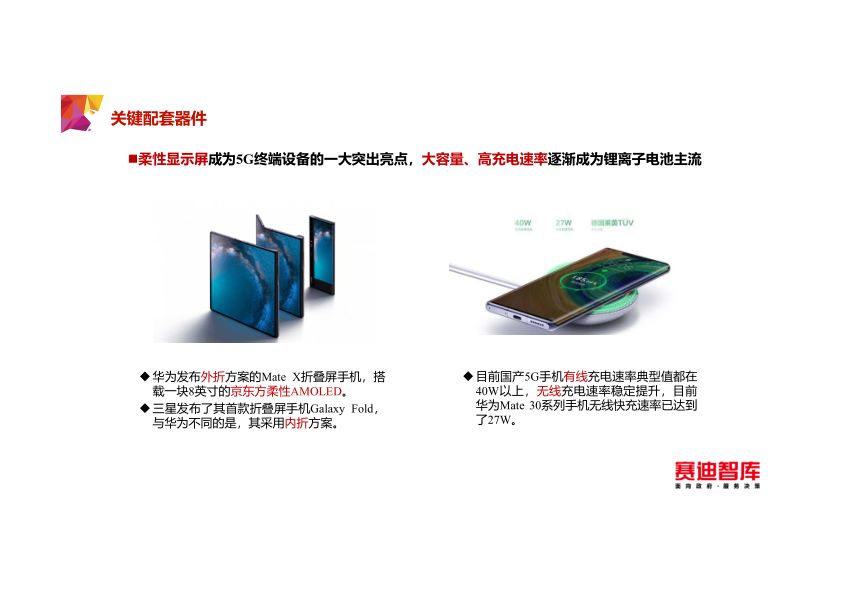 关键配套器件
■柔性显示屏成为5G终端设备的一大突出亮点，大容量、高充电速率逐渐成为锂离子电池主流
40W 27W 德国莱茵TÜV
◆华为发布外折方案的Mate X折叠屏手机，搭
载一块8英寸的京东方柔性AMOLED。
◆三星发布了其首款折叠屏手机Galaxy Fold，
与华为不同的是，其采用内折方案。
◆目前国产5G手机有线充电速率典型值都在
40W以上，无线充电速率稳定提升，目前
华为Mate 30系列手机无线快充速率已达到
了27W。
赛迪智库
面向政府·服务决策